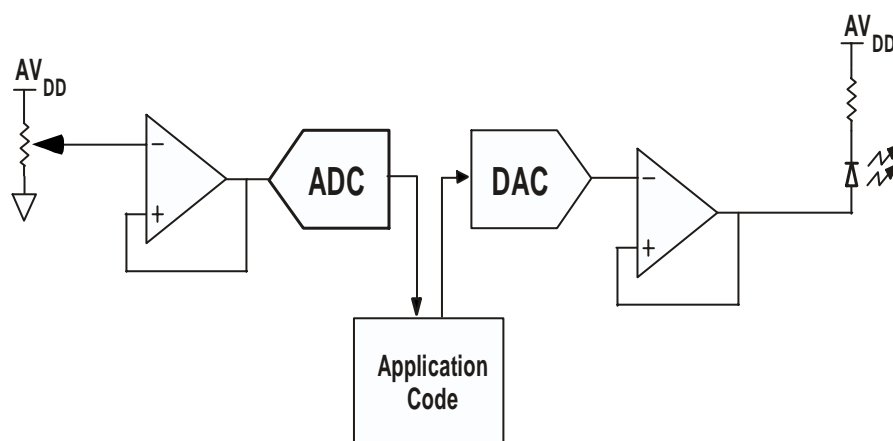 AV DD
AV DD
−
+
ADC
DAC
−
+
Application
Code